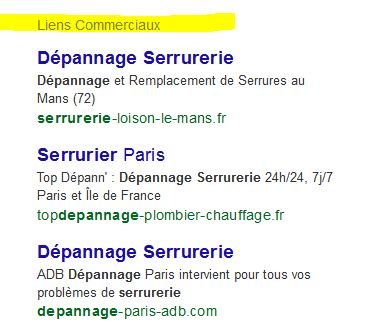 Liens Commerciaux
Dépannage Serrurerie
Dépannage et Remplacement de Serrures au
Mans (72)
serrurerie-loison-le-mans.fr
Serrurier Paris
Top Dépann' : Dépannage Serrurerie 24h/24, 7j/7
Paris et Île de France
topdepannage-plombier-chauffage.fr
Dépannage Serrurerie
ADB Dépannage Paris intervient pour tous vos
problèmes de serrurerie
depannage-paris-adb.com